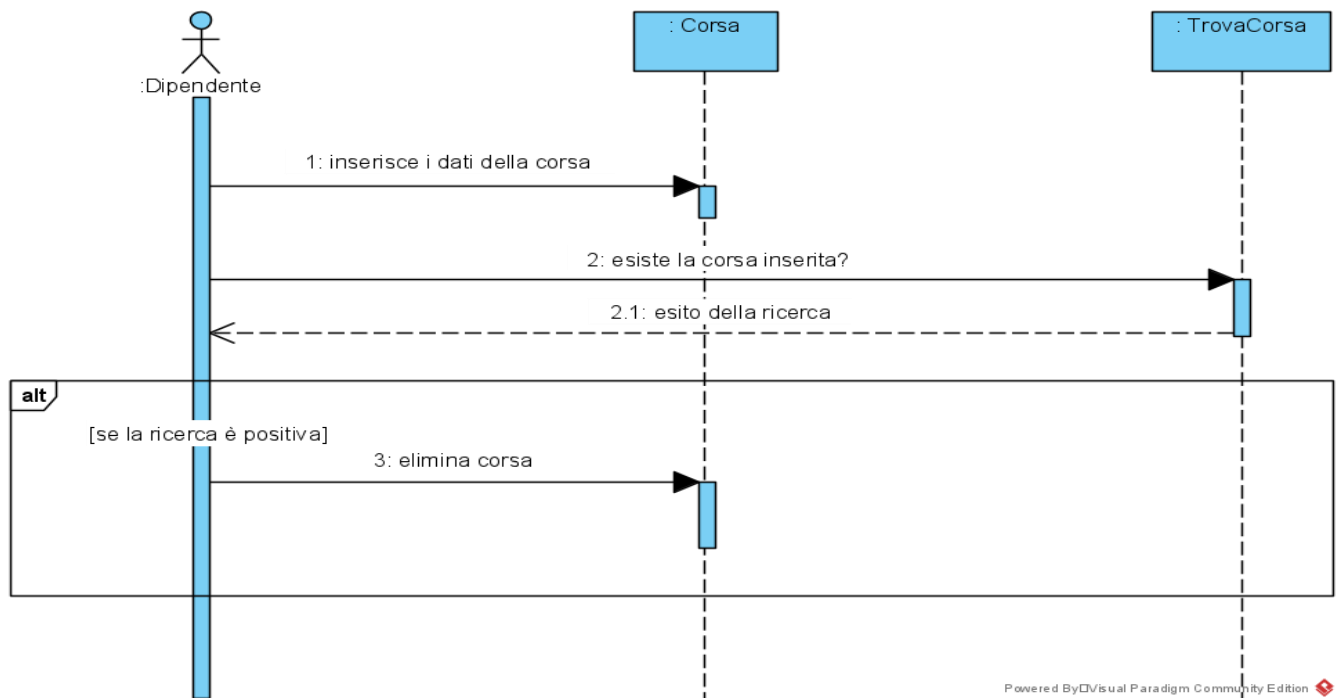 : Corsa
: TrovaCorsa
:Dipendente
1: inserisce i dati della corsa
2: esiste la corsa inserita?
2.1: esito della ricerca
alt
[se la ricerca è positiva]
3: elimina corsa
Powered By□Visual Paradigm Community Edition